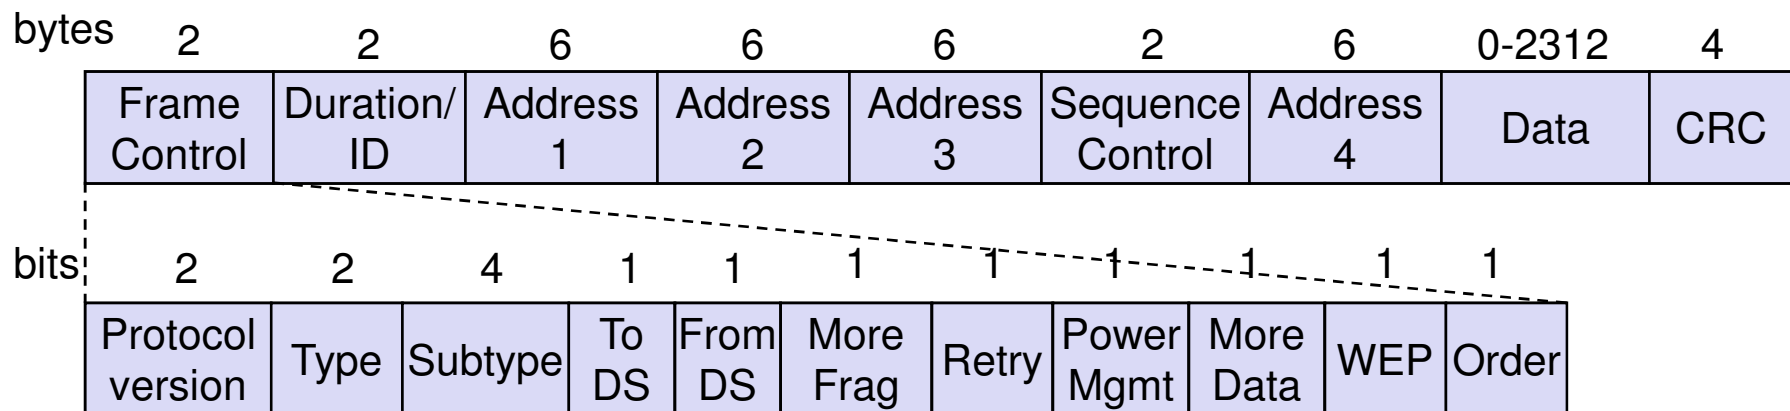 bytes 2 2 6 6 6 2 6 0-2312 4
Frame Control Duration/ ID Address 1 Address 2 Address 3 Sequence Control Address 4 Data CRC
bits 2 2 4 1 1 1 1 1 1 1 1
Protocol version Type Subtype To DS From DS More Frag Retry Power Mgmt More Data WEP Order